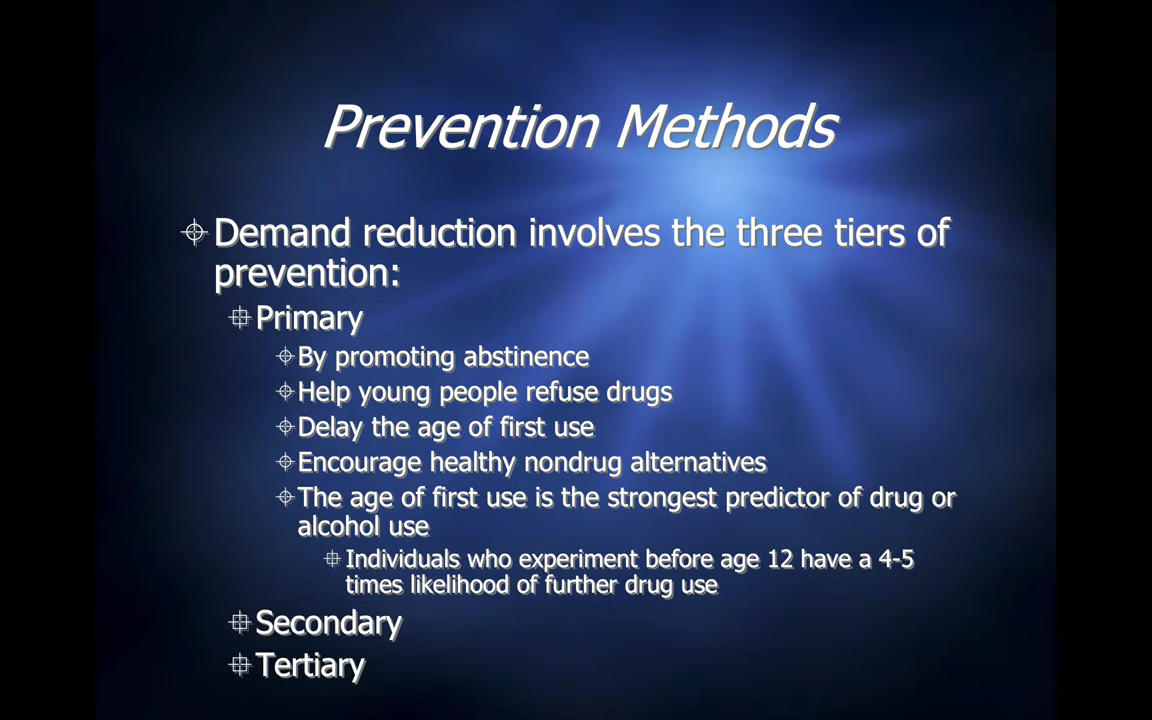 Prevention Methods
Demand reduction involves the three tiers of
prevention:
Primary
By promoting abstinence
Help young people refuse drugs
Delay the age of first use
Encourage healthy nondrug alternatives
The age of first use is the strongest predictor of drug or
alcohol use
Individuals who experiment before age 12 have a 4-5
times likelihood of further drug use
Secondary
Tertiary